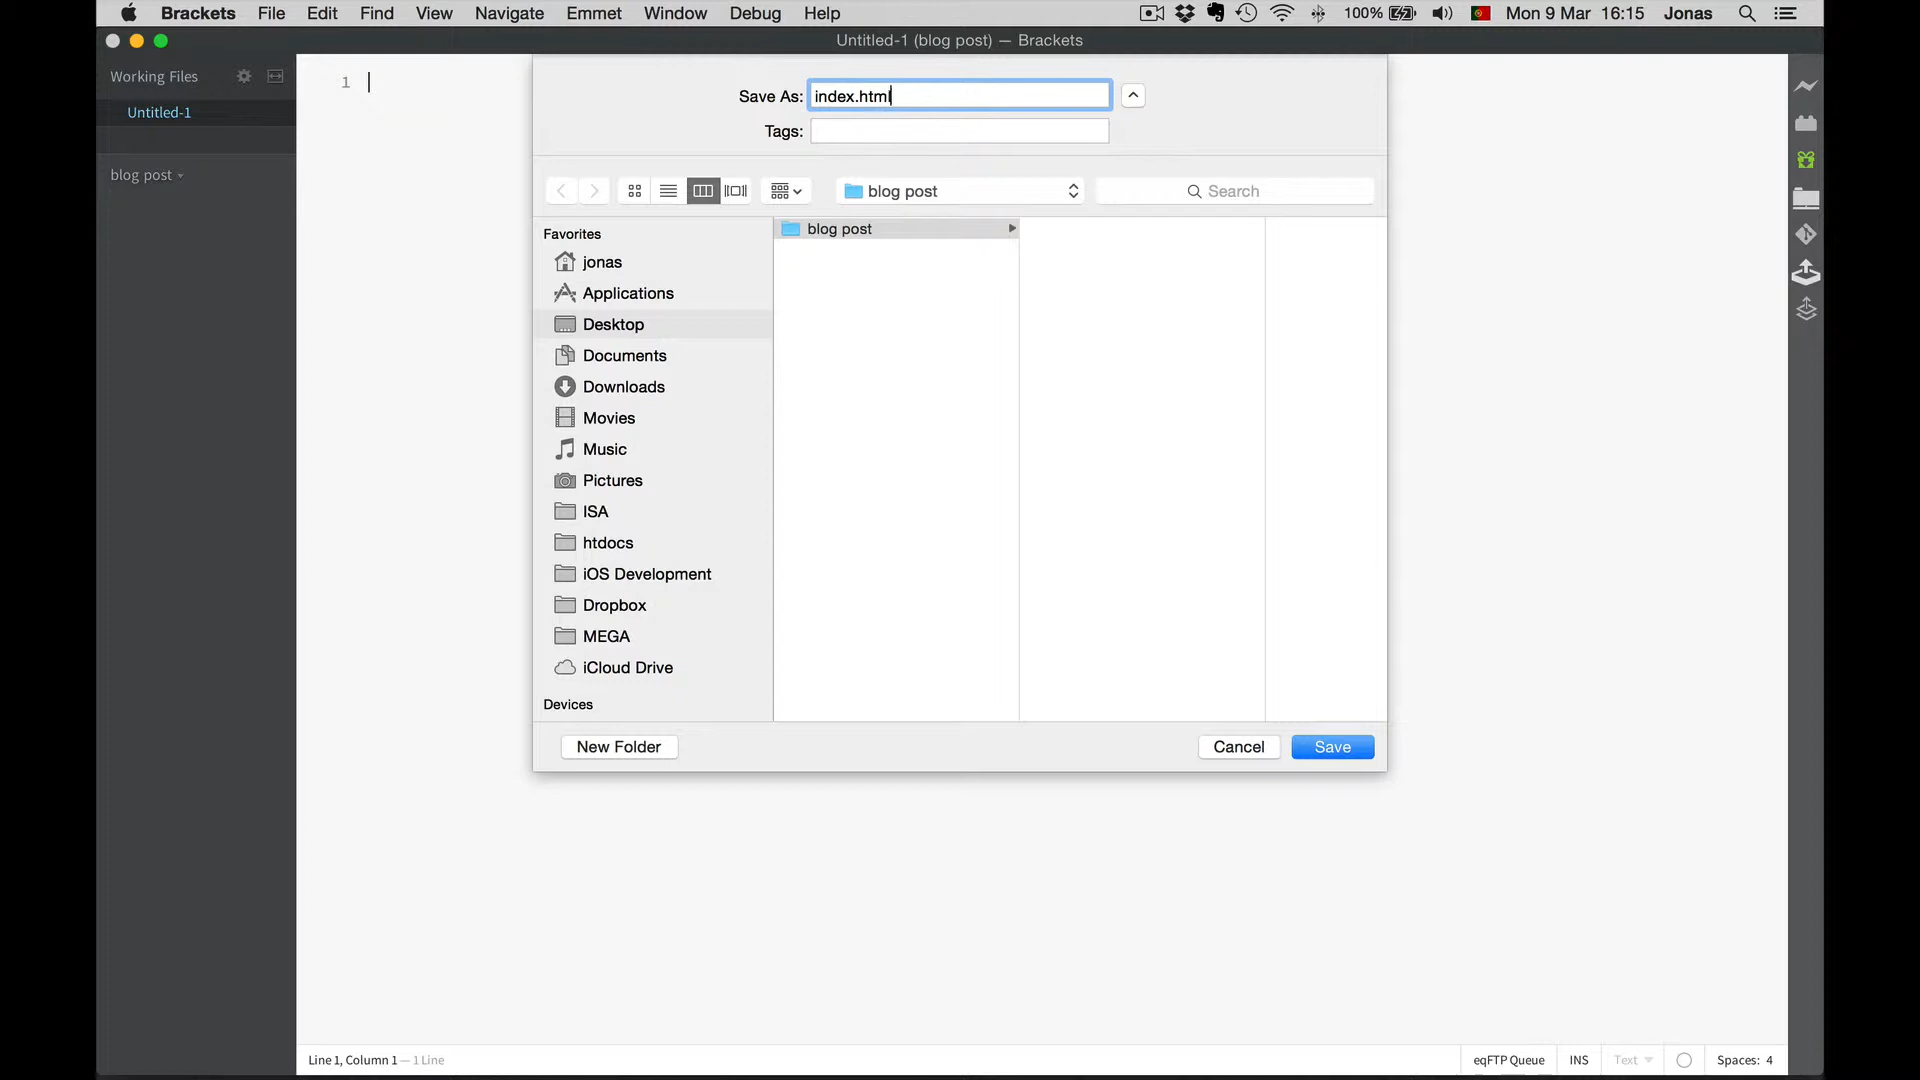 Brackets File Edit Find View Navigate Emmet Window Debug Help 100% Mon 9 Mar 16:15 Jonas
Untitled-1 (blog post) — Brackets
Working Files
Untitled-1
blog post
1
Save As: index.html
Tags:
blog post
Search
Favorites
jonas
Applications
Desktop
Documents
Downloads
Movies
Music
Pictures
ISA
htdocs
iOS Development
Dropbox
MEGA
iCloud Drive
Devices
blog post
New Folder
Cancel
Save
Line 1, Column 1 — 1 Line
eqFTP Queue INS Text Spaces: 4